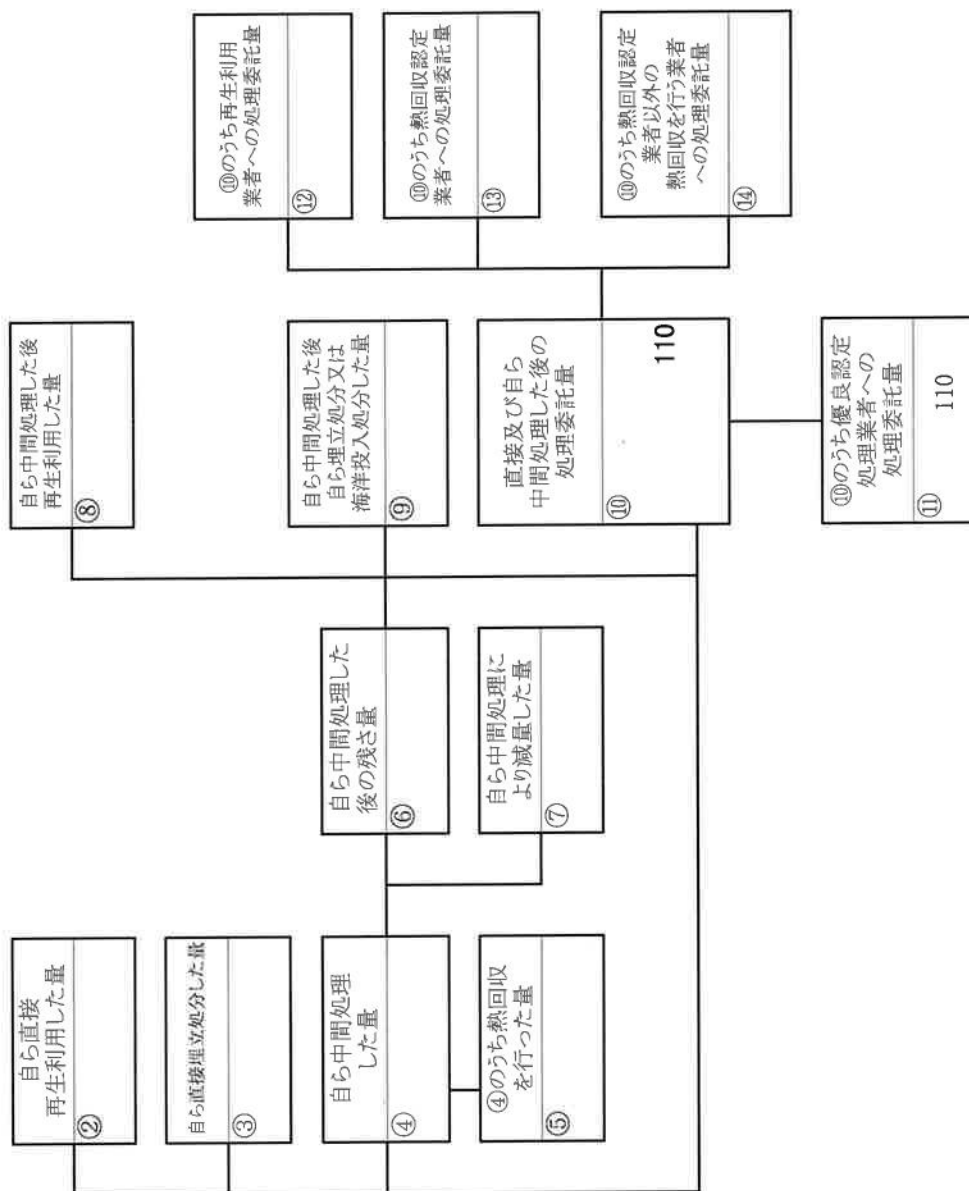 自ら直接
再生利用した量
②
自ら直接埋立処分した量
③
自ら中間処理
した量
④
④のうち熱回収
を行った量
⑤
自ら中間処理した
後の残さ量
⑥
自ら中間処理に
より減量した量
⑦
自ら中間処理した後
再生利用した量
⑧
自ら中間処理した後
自ら埋立処分又は
海洋投入処分した量
⑨
直接及び自ら
中間処理した後の
処理委託量
⑩
110
⑩のうち優良認定
処理業者への
処理委託量
⑪
110
⑩のうち再生利用
業者への処理委託量
⑫
⑩のうち熱回収認定
業者への処理委託量
⑬
⑩のうち熱回収認定
業者以外の
熱回収を行う業者
への処理委託量
⑭